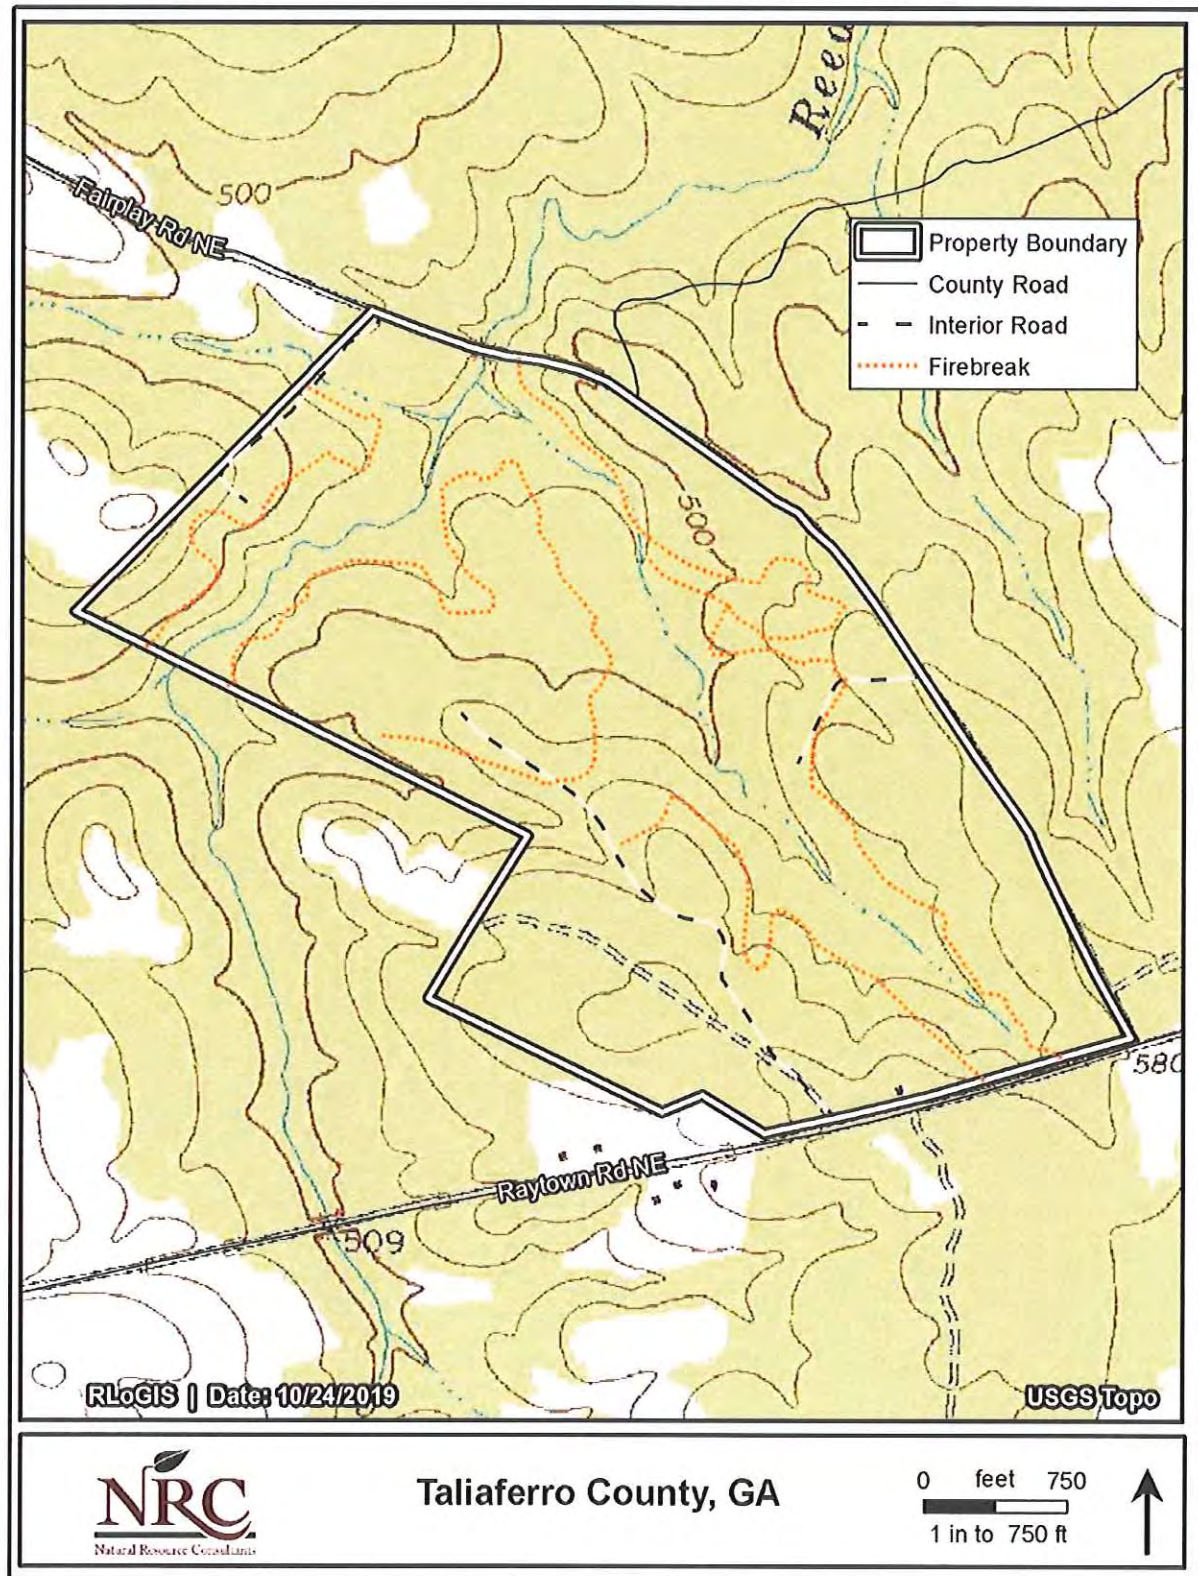 Reed
500
Fairplay Rd NE
Property Boundary
County Road
Interior Road
Firebreak
500
580
Raytown Rd NE
509
RLoGIS | Date: 10/24/2019
USGS Topo
NRC
Natural Resource Consultants
Taliaferro County, GA
0 feet 750
1 in to 750 ft